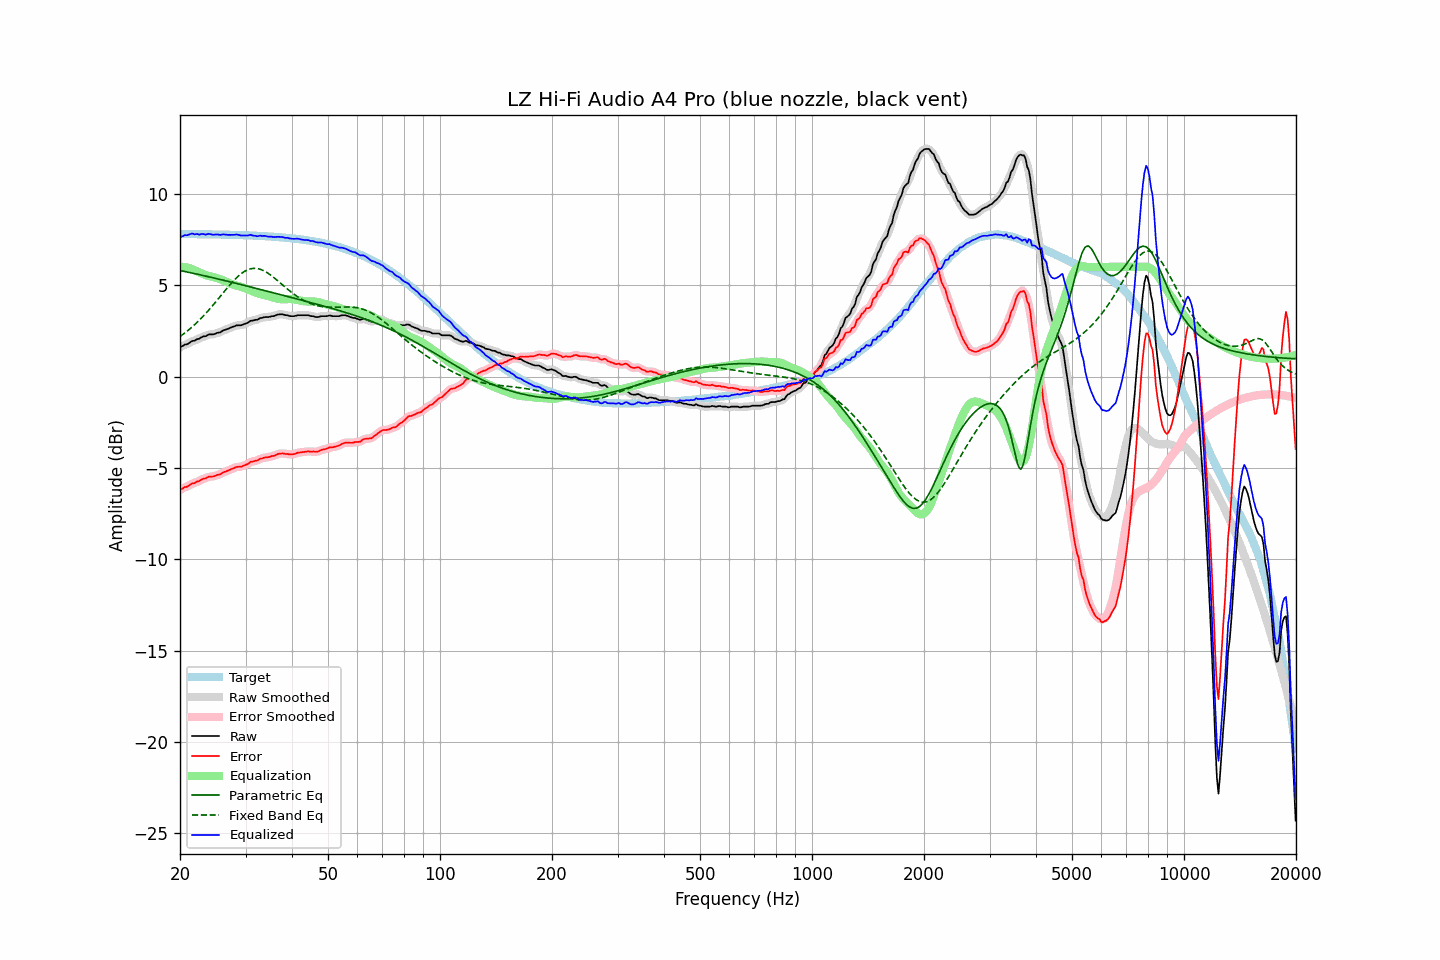 LZ Hi-Fi Audio A4 Pro (blue nozzle, black vent)
Amplitude (dBr)
10
5
0
−5
−10
−15
−20
−25
Target
Raw Smoothed
Error Smoothed
Raw
Error
Equalization
Parametric Eq
Fixed Band Eq
Equalized
20 50 100 200 500 1000 2000 5000 10000 20000
Frequency (Hz)